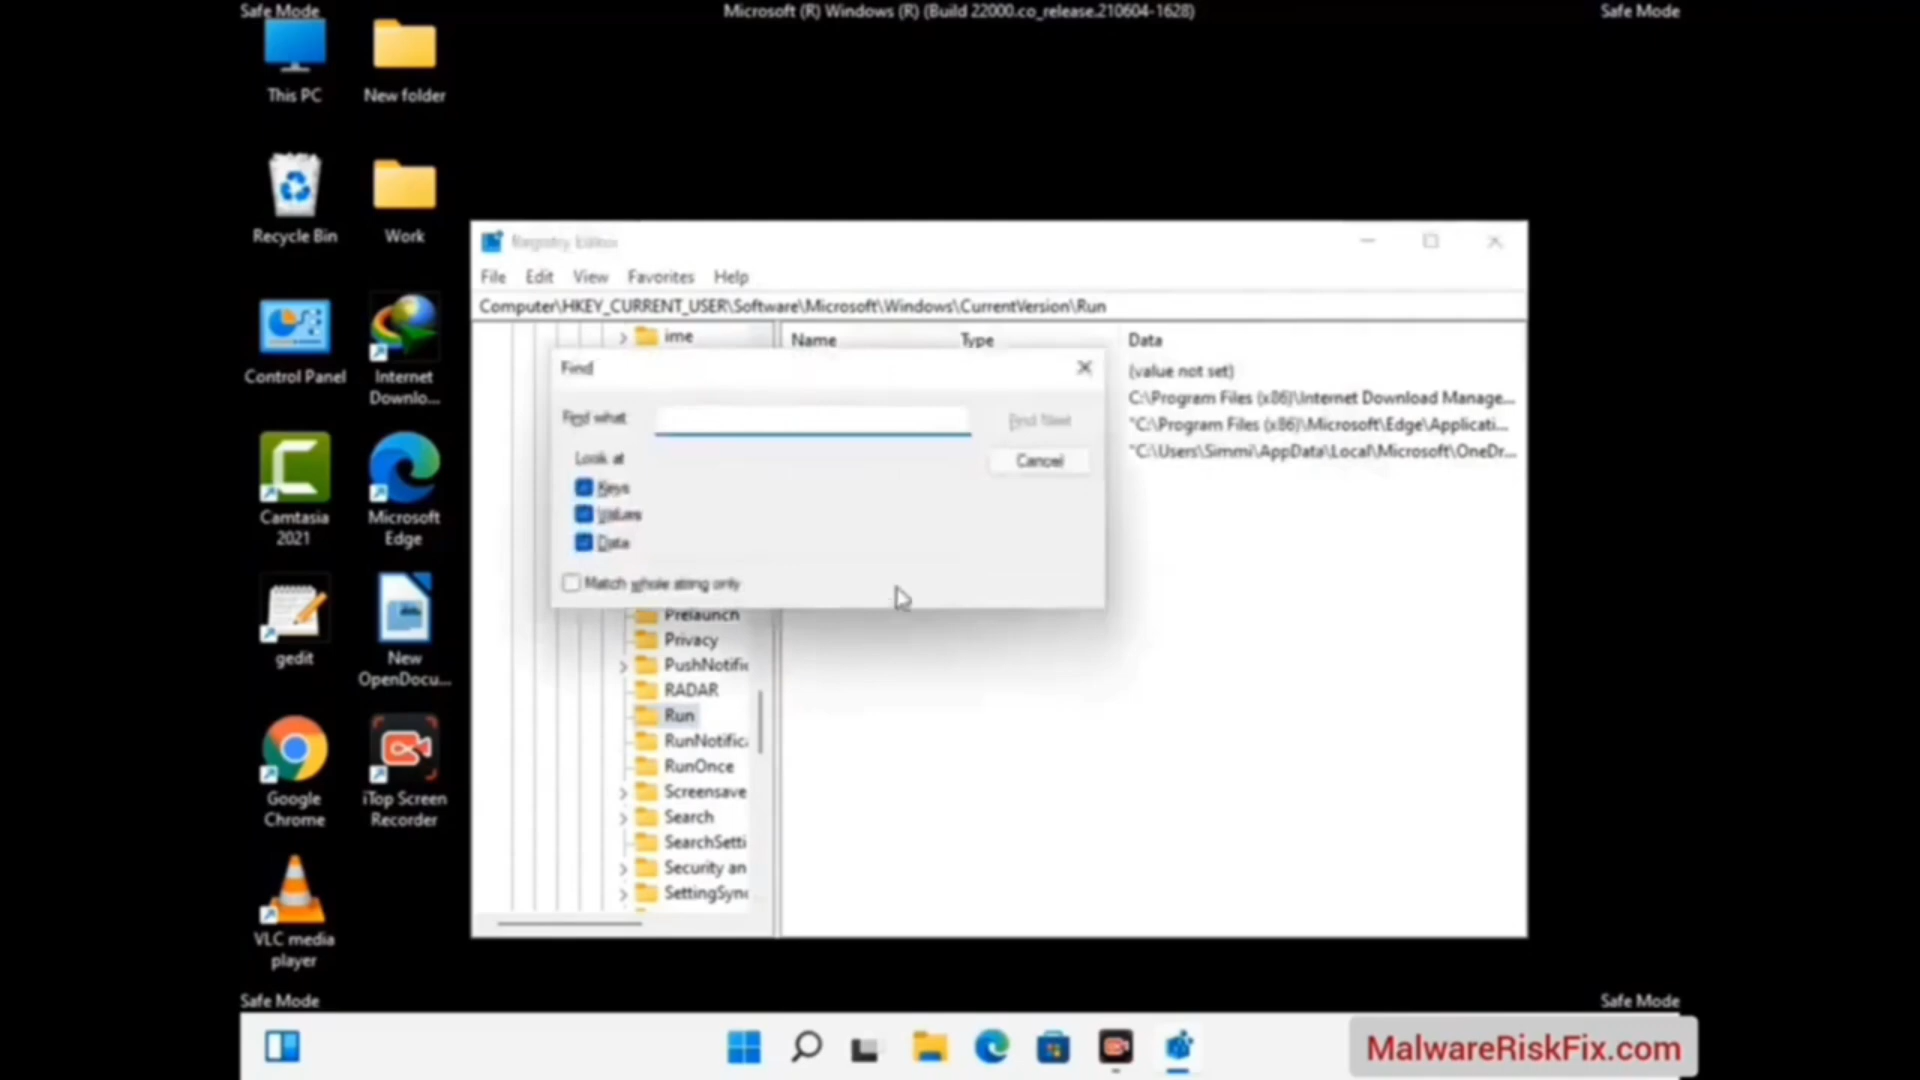 Safe Mode
Microsoft (R) Windows (R) (Build 22000.co_release.210604-1628)
Safe Mode
This PC
New folder
Recycle Bin
Work
Control Panel
Internet
Downlo...
Camtasia
2021
Microsoft
Edge
gedit
New
OpenDocu...
Google
Chrome
iTop Screen
Recorder
VLC media
player
Registry Editor
File Edit View Favorites Help
Computer\HKEY_CURRENT_USER\Software\Microsoft\Windows\CurrentVersion\Run
ime
Name Type Data
(value not set)
C:\Program Files (x86)\Internet Download Manage...
"C:\Program Files (x86)\Microsoft\Edge\Applicati...
"C:\Users\Simmi\AppData\Local\Microsoft\OneDr...
Find
Find what
Find Next
Look at
Cancel
Keys
Values
Data
Match whole string only
Prelaunch
Privacy
PushNotific
RADAR
Run
RunNotifica
RunOnce
Screensave
Search
SearchSetti
Security an
SettingSync
Safe Mode
Safe Mode
MalwareRiskFix.com